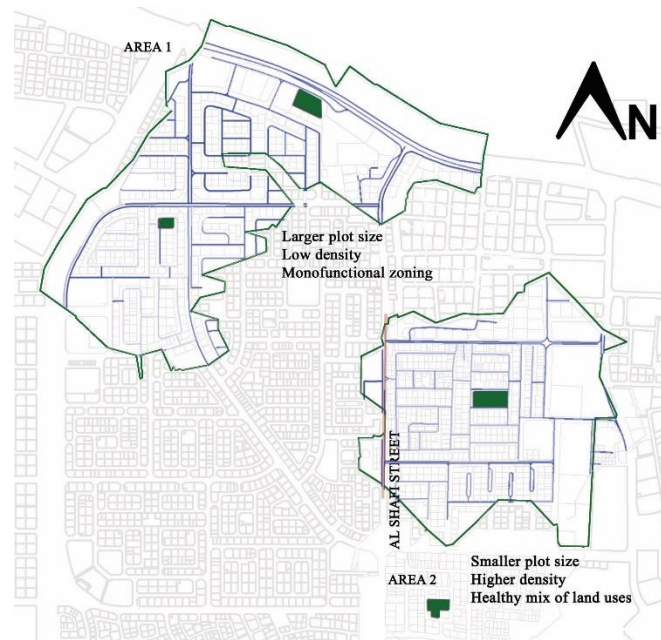 AREA 1
N
Larger plot size
Low density
Monofunctional zoning
AL SHAFI STREET
AREA 2
Smaller plot size
Higher density
Healthy mix of land uses